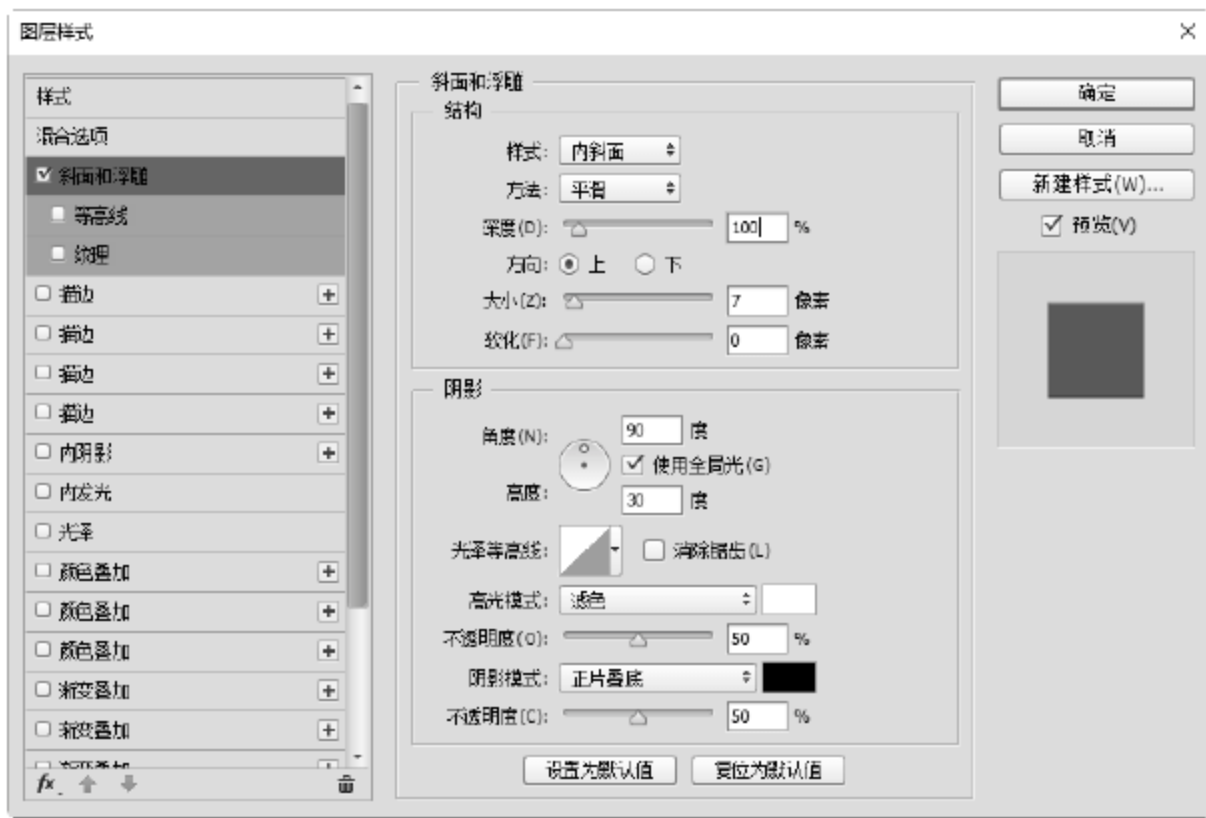 图层样式
样式
混合选项
斜面和浮雕
等高线
纹理
描边
描边
描边
描边
内阴影
内发光
光泽
颜色叠加
颜色叠加
颜色叠加
渐变叠加
渐变叠加
fx
斜面和浮雕
结构
样式: 内斜面
方法: 平滑
深度(D): 100 %
方向: 上 下
大小(Z): 7 像素
软化(F): 0 像素
阴影
角度(N): 90 度
使用全局光(G)
高度: 30 度
光泽等高线: 消除锯齿(L)
高光模式: 滤色
不透明度(O): 50 %
阴影模式: 正片叠底
不透明度(C): 50 %
设置为默认值 复位为默认值
确定
取消
新建样式(W)...
预览(V)